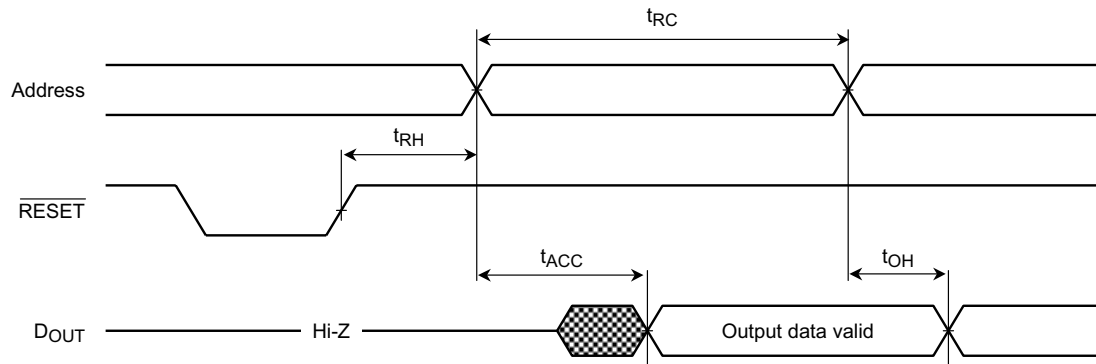 tRC
Address
tRH
RESET
tACC
tOH
DOUT
Hi-Z
Output data valid